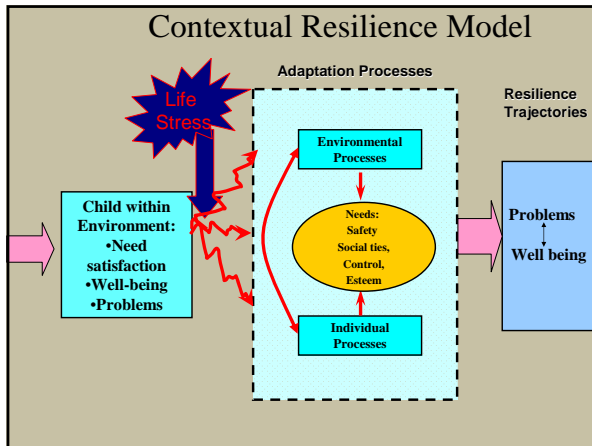 Contextual Resilience Model
Adaptation Processes
Resilience
Trajectories
Life
Stress
Child within
Environment:
•Need
satisfaction
•Well-being
•Problems
Environmental
Processes
Needs:
Safety
Social ties,
Control,
Esteem
Individual
Processes
Problems
Well being